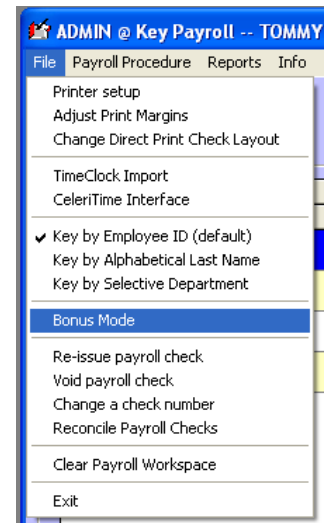 ADMIN @ Key Payroll -- TOMMY
File Payroll Procedure Reports Info
Printer setup
Adjust Print Margins
Change Direct Print Check Layout
TimeClock Import
CeleriTime Interface
Key by Employee ID (default)
Key by Alphabetical Last Name
Key by Selective Department
Bonus Mode
Re-issue payroll check
Void payroll check
Change a check number
Reconcile Payroll Checks
Clear Payroll Workspace
Exit